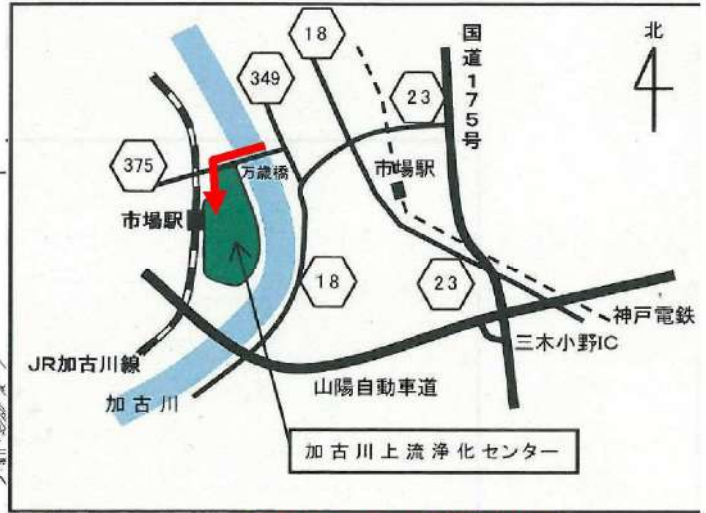 18
国道175号
北
349
23
375
万歳橋
市場駅
市場駅
18
23
神戸電鉄
三木小野IC
JR加古川線
山陽自動車道
加古川
加古川上流浄化センター